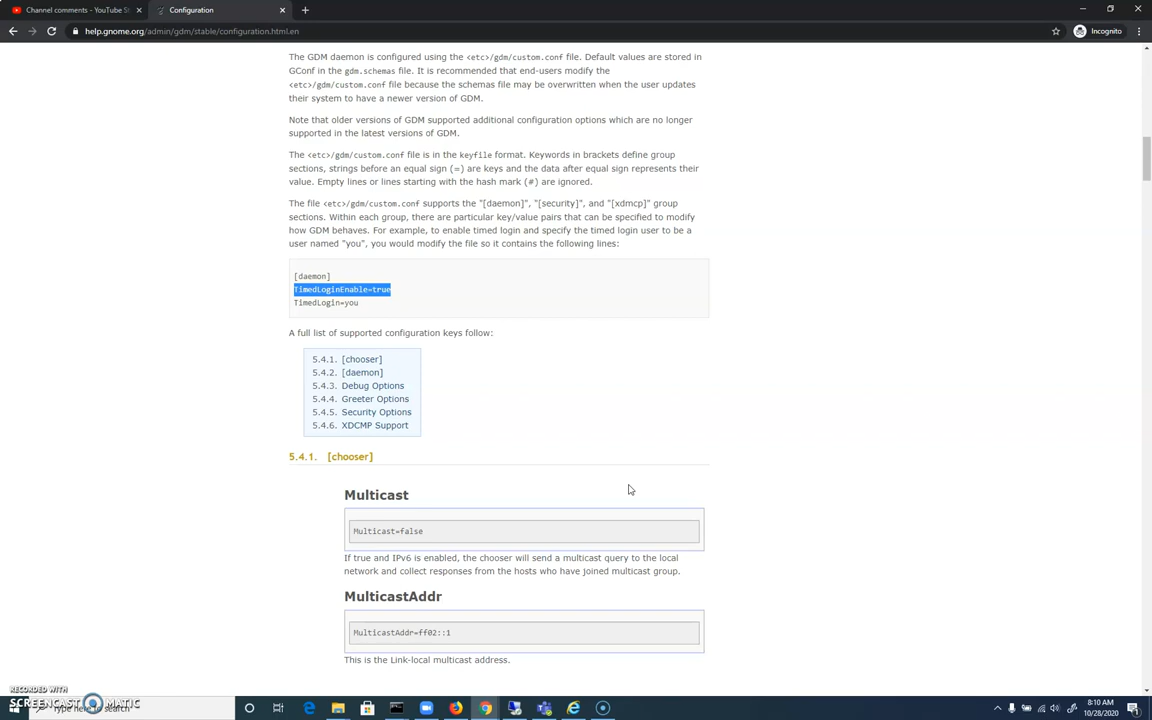 Channel comments - YouTube St
Configuration
help.gnome.org/admin/gdm/stable/configuration.html.en
Incognito
The GDM daemon is configured using the <etc>/gdm/custom.conf file. Default values are stored in
GConf in the gdm.schemas file. It is recommended that end-users modify the
<etc>/gdm/custom.conf file because the schemas file may be overwritten when the user updates
their system to have a newer version of GDM.
Note that older versions of GDM supported additional configuration options which are no longer
supported in the latest versions of GDM.
The <etc>/gdm/custom.conf file is in the keyfile format. Keywords in brackets define group
sections, strings before an equal sign (=) are keys and the data after equal sign represents their
value. Empty lines or lines starting with the hash mark (#) are ignored.
The file <etc>/gdm/custom.conf supports the "[daemon]", "[security]", and "[xdmcp]" group
sections. Within each group, there are particular key/value pairs that can be specified to modify
how GDM behaves. For example, to enable timed login and specify the timed login user to be a
user named "you", you would modify the file so it contains the following lines:
[daemon]
TimedLoginEnable=true
TimedLogin=you
A full list of supported configuration keys follow:
5.4.1. [chooser]
5.4.2. [daemon]
5.4.3. Debug Options
5.4.4. Greeter Options
5.4.5. Security Options
5.4.6. XDCMP Support
5.4.1. [chooser]
Multicast
Multicast=false
If true and IPv6 is enabled, the chooser will send a multicast query to the local
network and collect responses from the hosts who have joined multicast group.
MulticastAddr
MulticastAddr=ff02::1
This is the Link-local multicast address.
RECORDED WITH
SCREENCAST MATIC
Type here to search
8:10 AM
10/28/2020